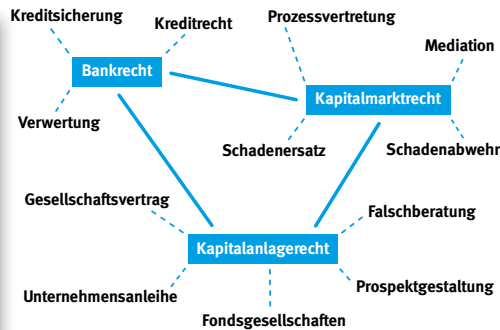 Kreditsicherung
Kreditrecht
Prozessvertretung
Mediation
Bankrecht
Kapitalmarktrecht
Verwertung
Schadenersatz
Schadenabwehr
Gesellschaftsvertrag
Falschberatung
Kapitalanlagerecht
Unternehmensanleihe
Prospektgestaltung
Fondsgesellschaften